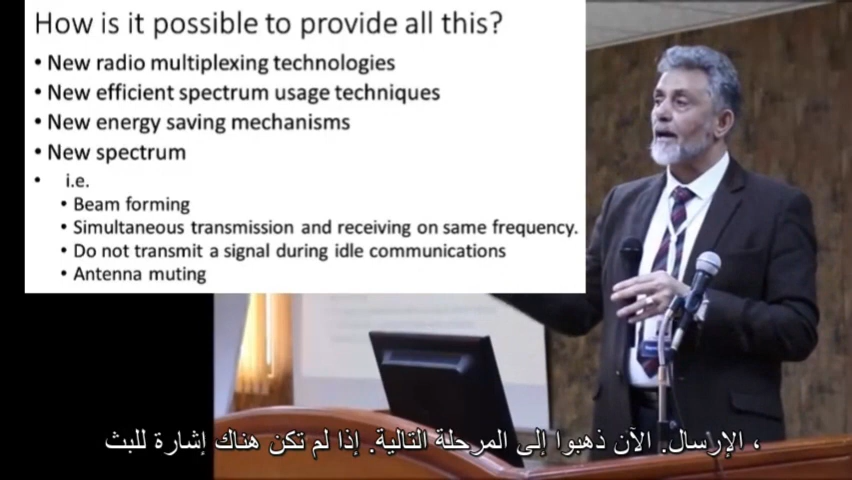 How is it possible to provide all this?
• New radio multiplexing technologies
• New efficient spectrum usage techniques
• New energy saving mechanisms
• New spectrum
• i.e.
• Beam forming
• Simultaneous transmission and receiving on same frequency.
• Do not transmit a signal during idle communications
• Antenna muting
، الإرسال. الآن ذهبوا إلى المرحلة التالية. إذا لم تكن هناك إشارة للبث